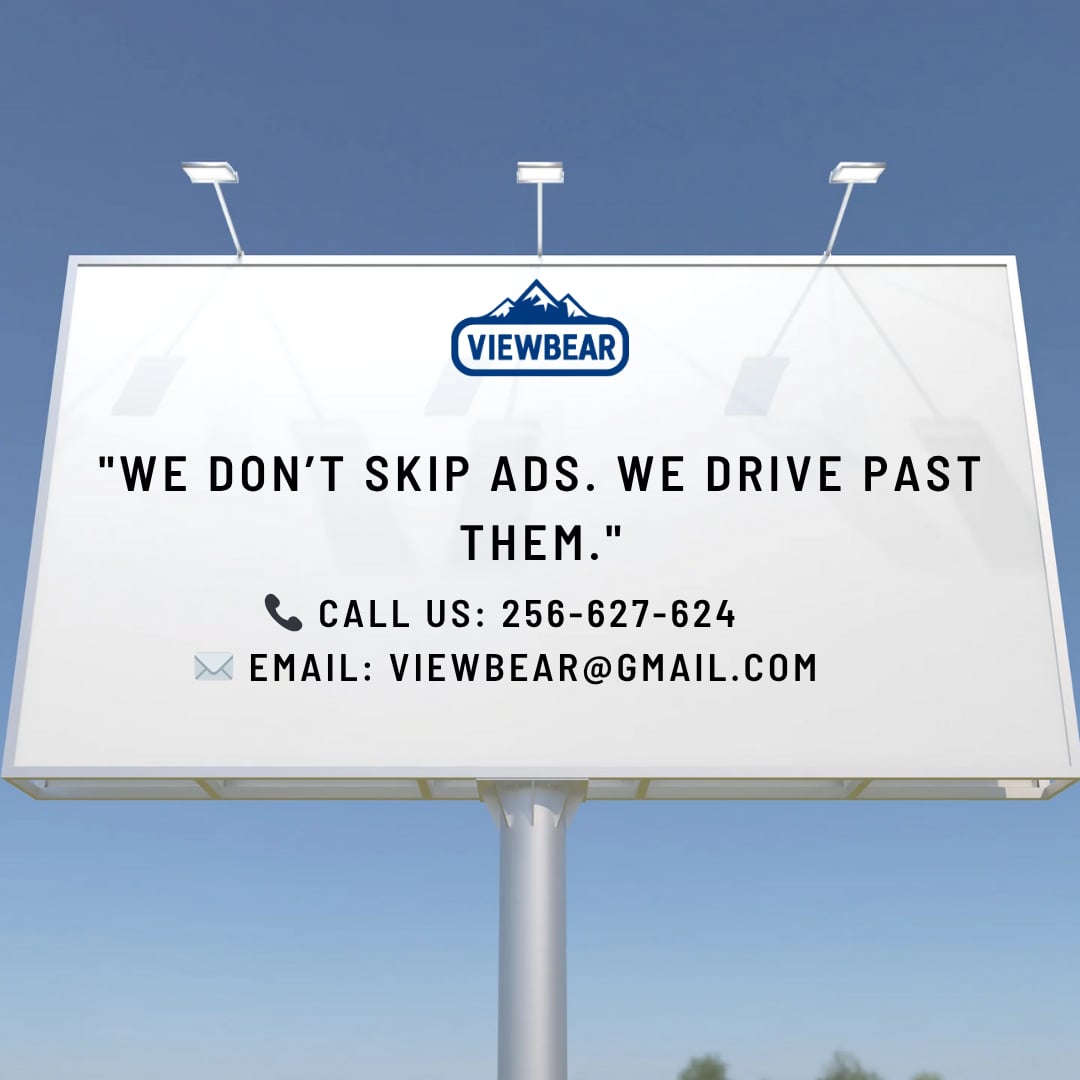 VIEWBEAR
"WE DON’T SKIP ADS. WE DRIVE PAST
THEM."
📞 CALL US: 256-627-624
✉️ EMAIL: VIEWBEAR@GMAIL.COM